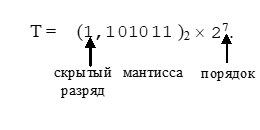 T = (1,101011)₂ × 2⁷.
скрытый мантисса порядок
разряд